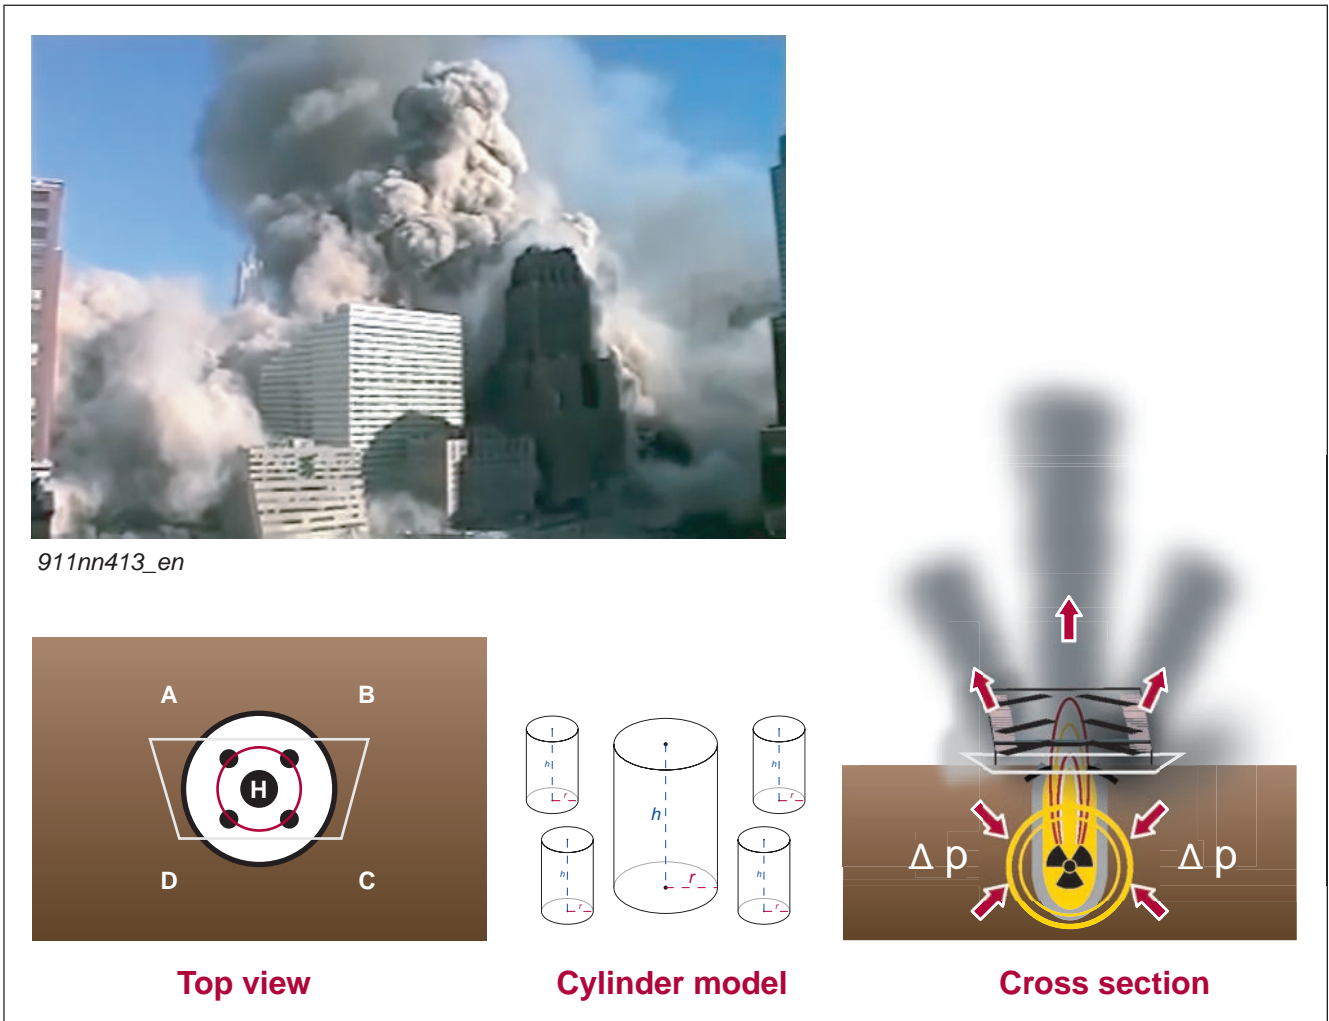 911nn413_en
A
B
H
D
C
h
r
h
r
h
r
h
r
h
r
Δ p
Δ p
Top view
Cylinder model
Cross section